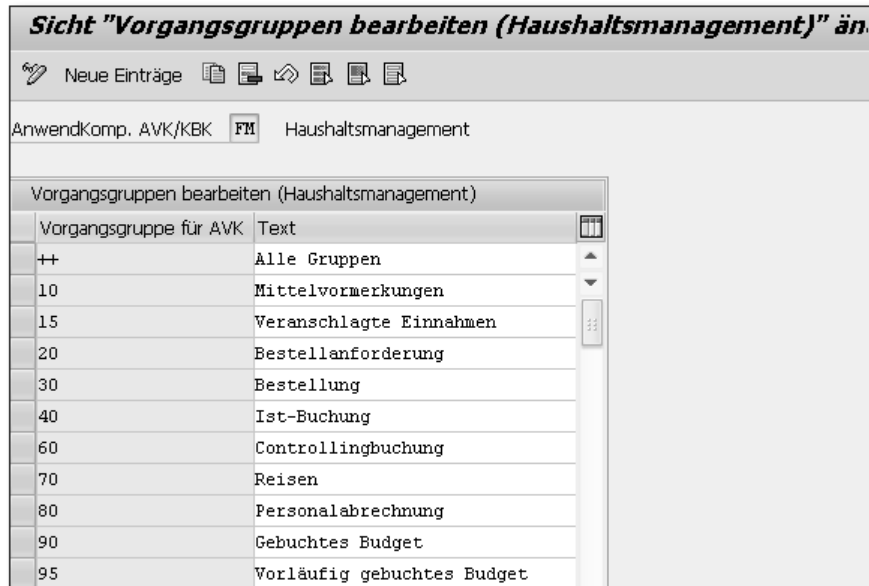 Sicht "Vorgangsgruppen bearbeiten (Haushaltsmanagement)" än
Neue Einträge
AnwendKomp. AVK/KBK FM Haushaltsmanagement
Vorgangsgruppen bearbeiten (Haushaltsmanagement)
Vorgangsgruppe für AVK Text
++ Alle Gruppen
10 Mittelvormerkungen
15 Veranschlagte Einnahmen
20 Bestellanforderung
30 Bestellung
40 Ist-Buchung
60 Controllingbuchung
70 Reisen
80 Personalabrechnung
90 Gebuchtes Budget
95 Vorläufig gebuchtes Budget